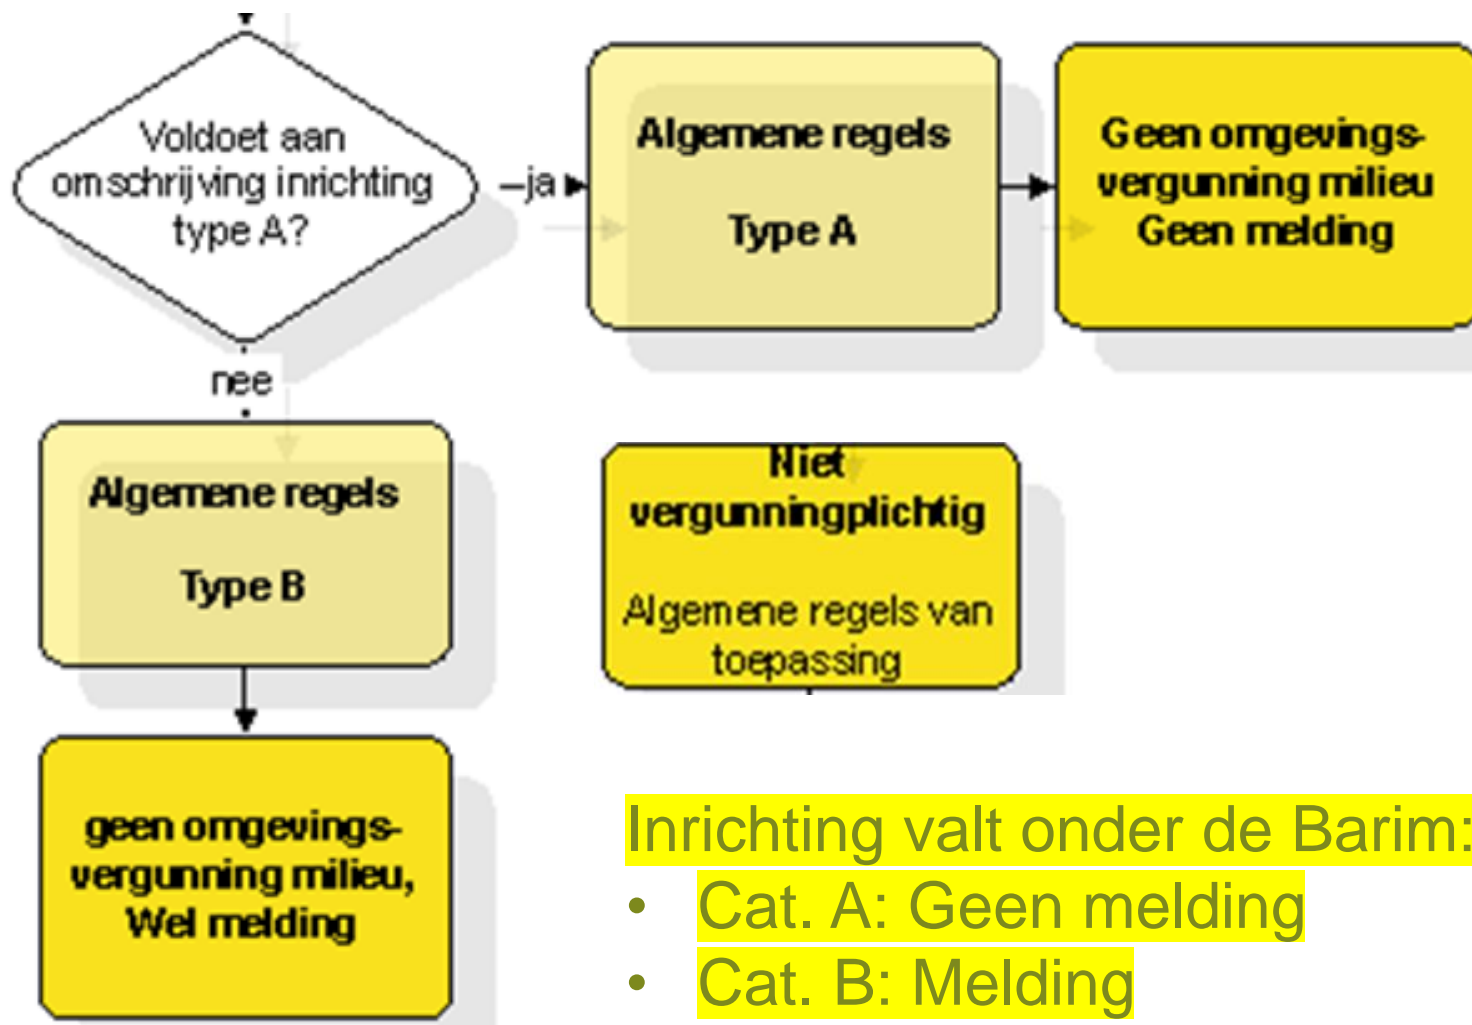 Voldoet aan
omschrijving inrichting
type A?
ja
Algemene regels
Type A
Geen omgevings-
vergunning milieu
Geen melding
nee
Algemene regels
Type B
Niet
vergunningplichtig
Algemene regels van
toepassing
geen omgevings-
vergunning milieu,
Wel melding
Inrichting valt onder de Barim:
• Cat. A: Geen melding
• Cat. B: Melding